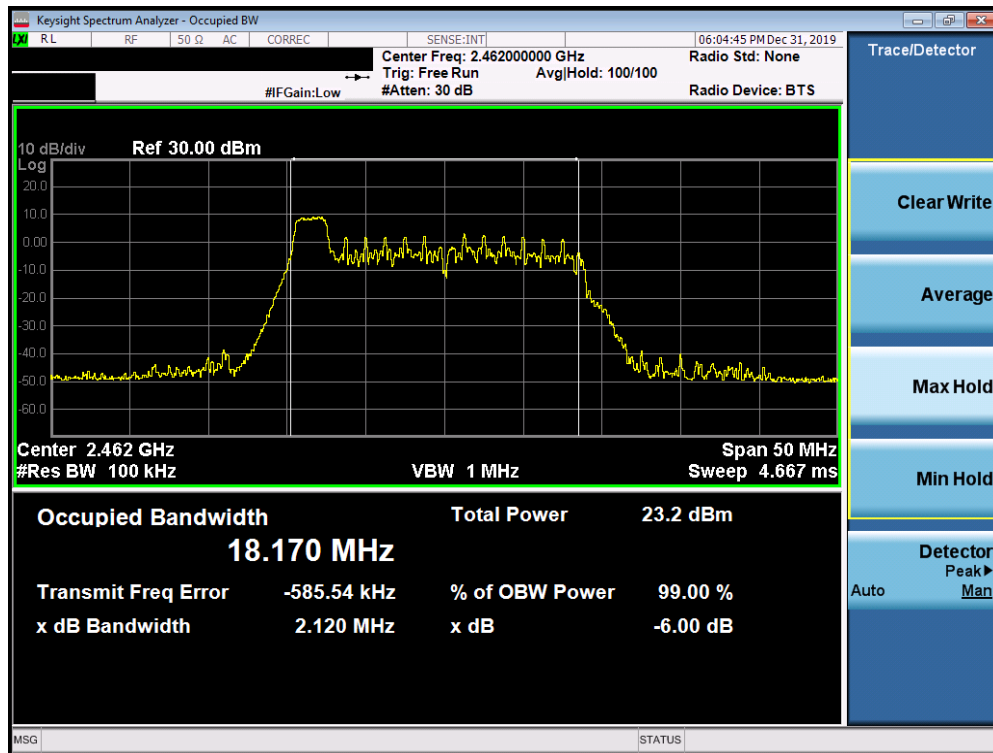 Keysight Spectrum Analyzer - Occupied BW
LXI RL RF 50 Ω AC CORREC SENSE:INT 06:04:45 PM Dec 31, 2019
Center Freq: 2.462000000 GHz Radio Std: None
Trig: Free Run Avg|Hold: 100/100
#IFGain:Low #Atten: 30 dB Radio Device: BTS
10 dB/div Ref 30.00 dBm
Log
20.0
10.0
0.00
-10.0
-20.0
-30.0
-40.0
-50.0
-60.0
Center 2.462 GHz Span 50 MHz
#Res BW 100 kHz VBW 1 MHz Sweep 4.667 ms
Occupied Bandwidth Total Power 23.2 dBm
18.170 MHz
Transmit Freq Error -585.54 kHz % of OBW Power 99.00 %
x dB Bandwidth 2.120 MHz x dB -6.00 dB
MSG STATUS
Trace/Detector
Clear Write
Average
Max Hold
Min Hold
Detector
Peak▶
Auto Man